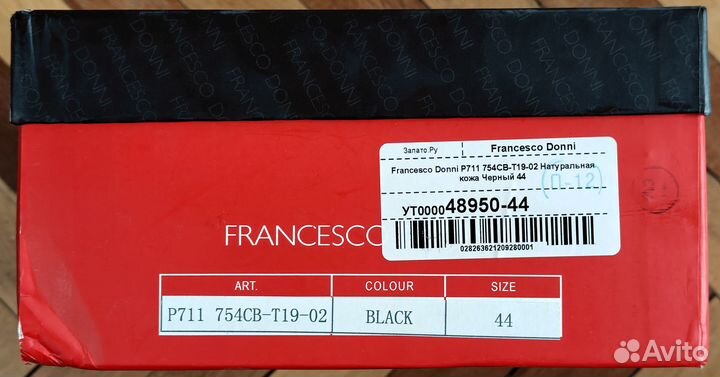 FRANCESCO DONNI
Запато.Ру
Francesco Donni
Francesco Donni P711 754CB-T19-02 Натуральная
кожа Черный 44
(П-12)
УТ000048950-44
028263621209280001
FRANCESCO
ART. COLOUR SIZE
P711 754CB-T19-02 BLACK 44
Avito